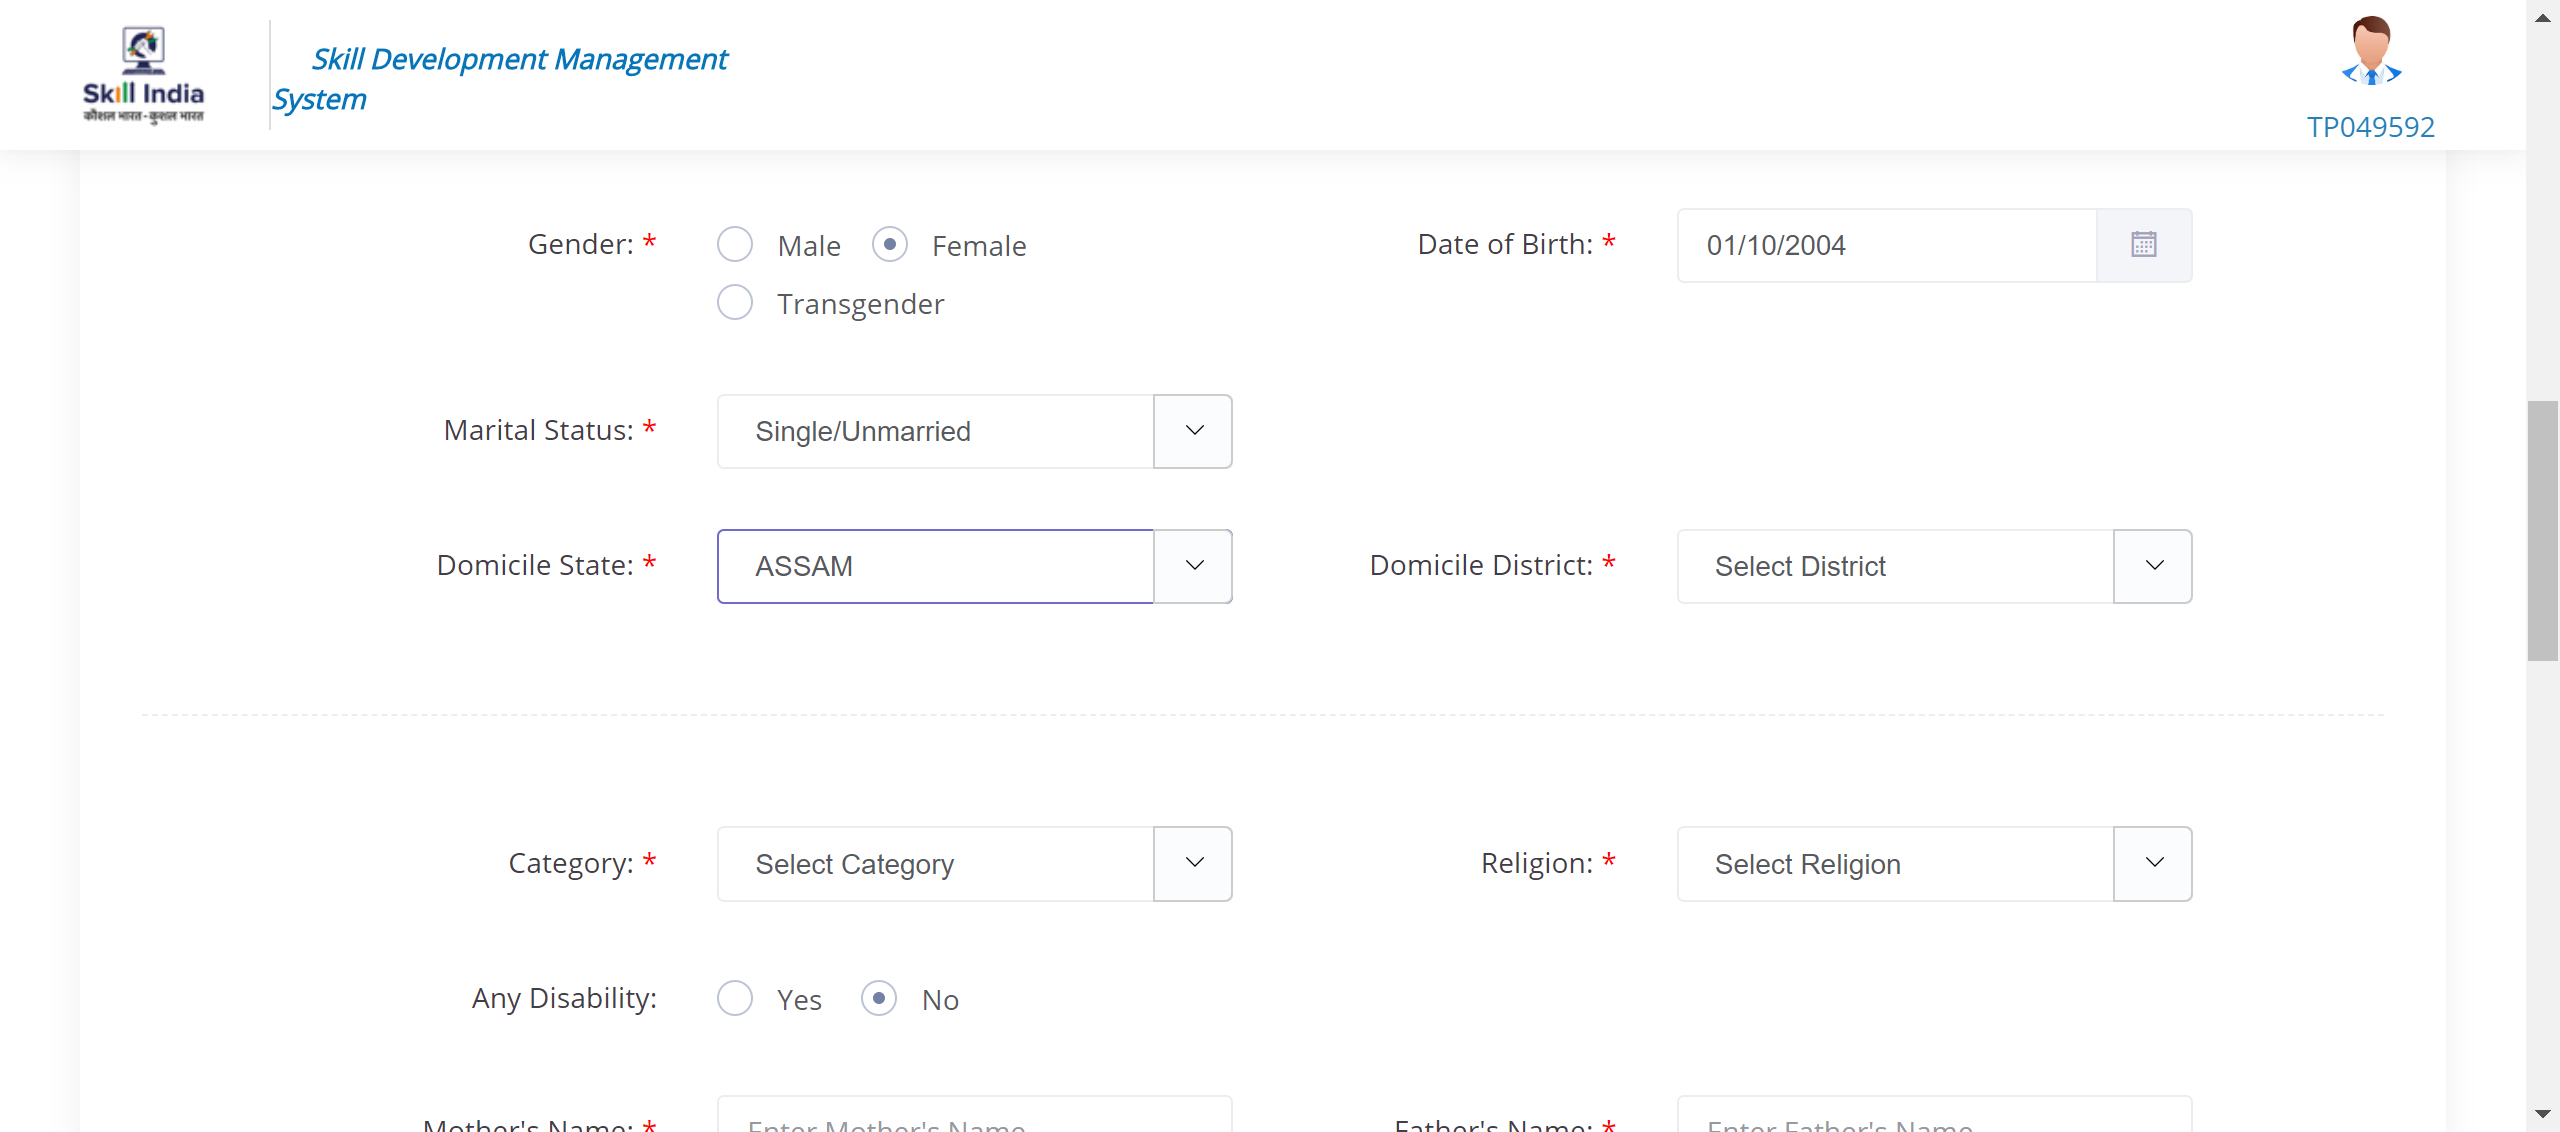 Skill India
कौशल भारत - कुशल भारत
Skill Development Management
System
TP049592
Gender: *
Male
Female
Transgender
Date of Birth: *
01/10/2004
Marital Status: *
Single/Unmarried
Domicile State: *
ASSAM
Domicile District: *
Select District
Category: *
Select Category
Religion: *
Select Religion
Any Disability:
Yes
No
Mother's Name: *
Enter Mother's Name
Father's Name: *
Enter Father's Name